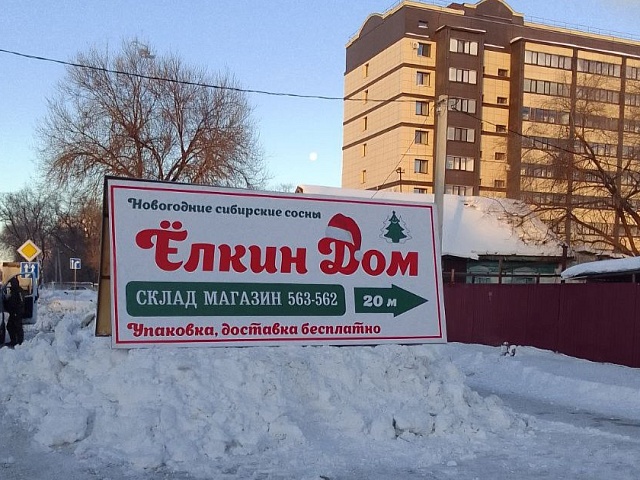 Новогодние сибирские сосны
Ёлкин Дом
СКЛАД МАГАЗИН 563-562
20 м
Упаковка, доставка бесплатно